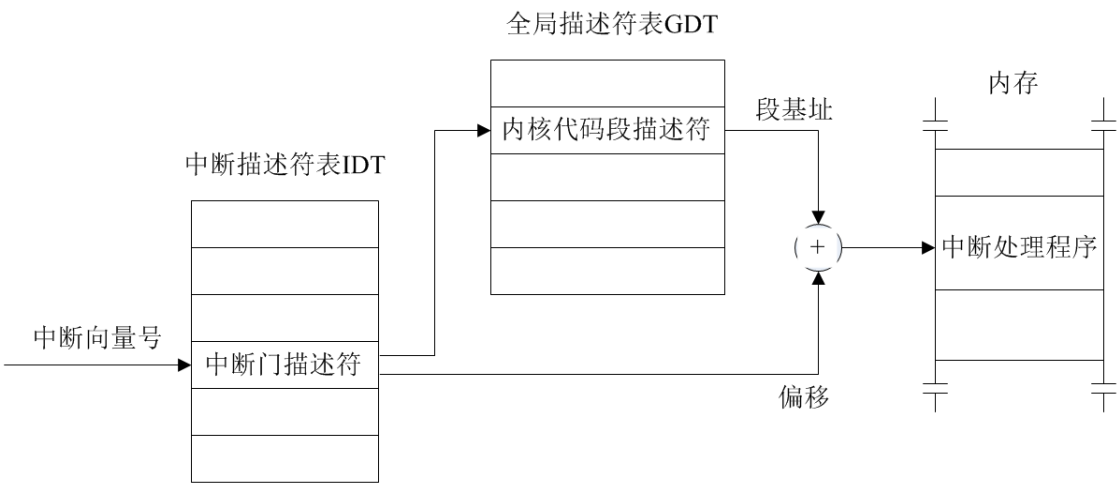 全局描述符表GDT
内存
段基址
内核代码段描述符
中断描述符表IDT
+
中断处理程序
中断向量号
中断门描述符
偏移